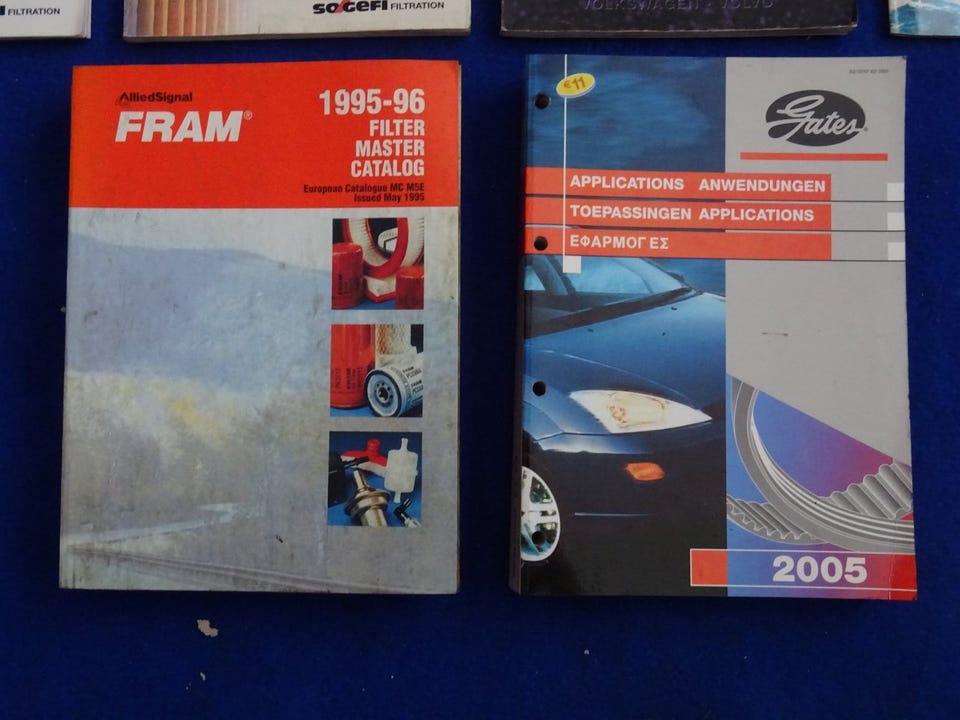 FILTRATION
sogefi FILTRATION
VOLKSWAGEN - VOLVO
AlliedSignal
FRAM®
1995-96
FILTER
MASTER
CATALOG
European Catalogue MC M5E
Issued May 1995
€11
Gates
APPLICATIONS ANWENDUNGEN
TOEPASSINGEN APPLICATIONS
ΕΦΑΡΜΟΓΕΣ
2005